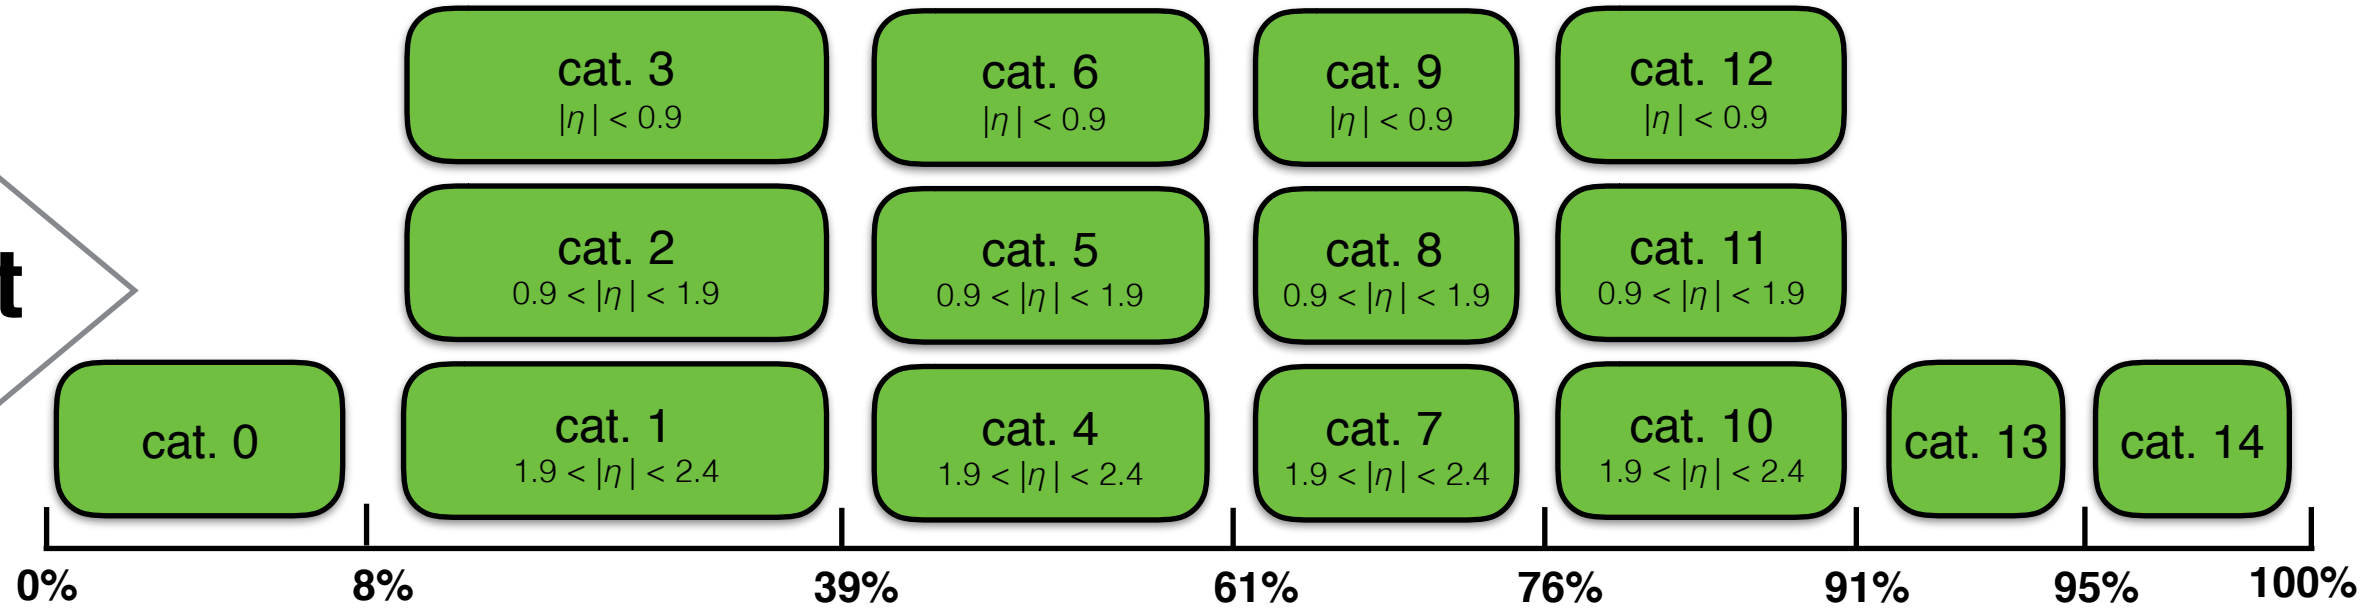 cat. 3
|η| < 0.9
cat. 6
|η| < 0.9
cat. 9
|η| < 0.9
cat. 12
|η| < 0.9
cat. 2
0.9 < |η| < 1.9
cat. 5
0.9 < |η| < 1.9
cat. 8
0.9 < |η| < 1.9
cat. 11
0.9 < |η| < 1.9
t
cat. 0
cat. 1
1.9 < |η| < 2.4
cat. 4
1.9 < |η| < 2.4
cat. 7
1.9 < |η| < 2.4
cat. 10
1.9 < |η| < 2.4
cat. 13
cat. 14
0% 8% 39% 61% 76% 91% 95% 100%